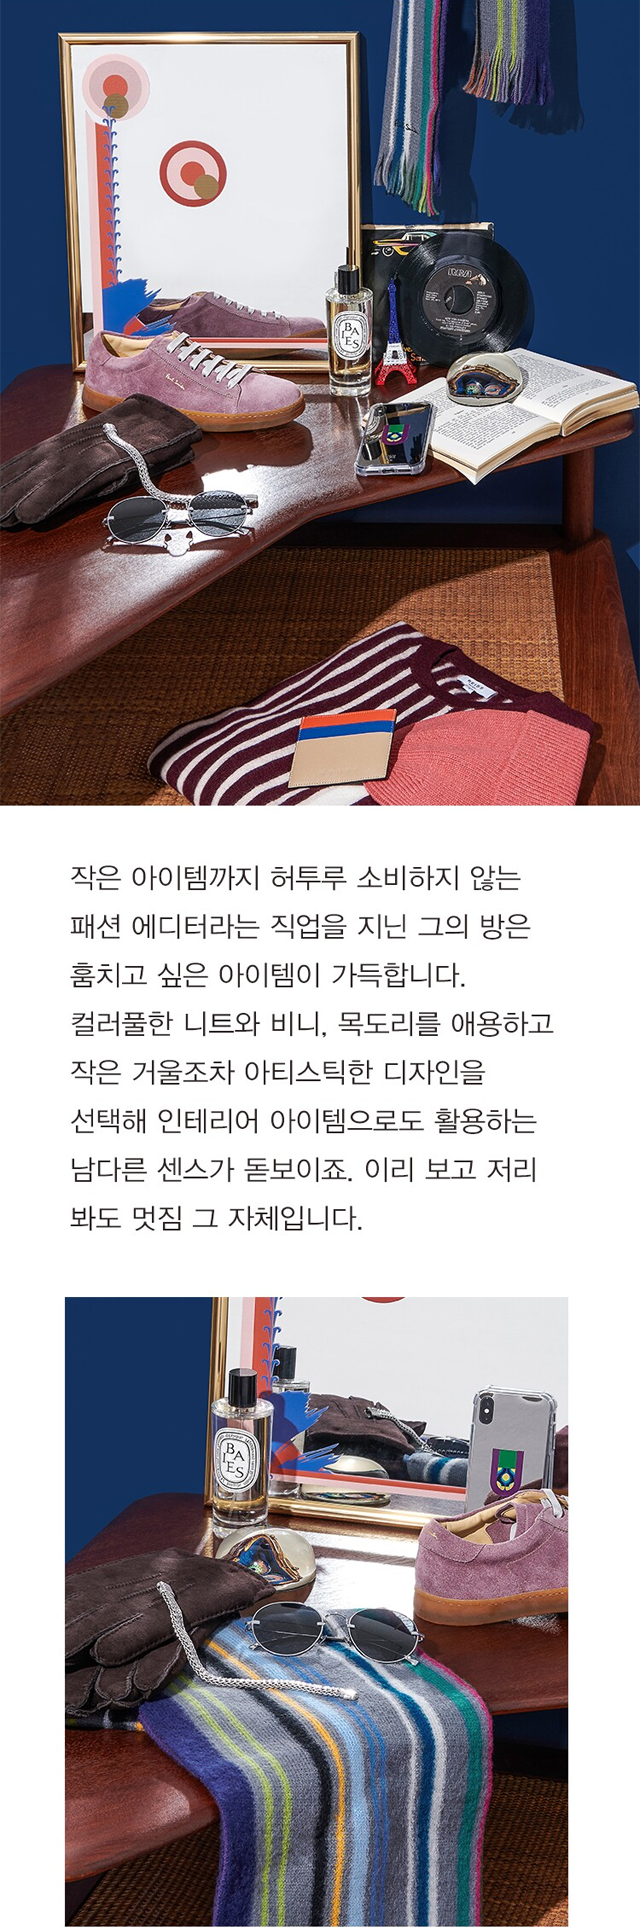 Paul Smith
BAIES
RCA
Paul Smith
작은 아이템까지 허투루 소비하지 않는
패션 에디터라는 직업을 지닌 그의 방은
훔치고 싶은 아이템이 가득합니다.
컬러풀한 니트와 비니, 목도리를 애용하고
작은 거울조차 아티스틱한 디자인을
선택해 인테리어 아이템으로도 활용하는
남다른 센스가 돋보이죠. 이리 보고 저리
봐도 멋짐 그 자체입니다.
BAIES